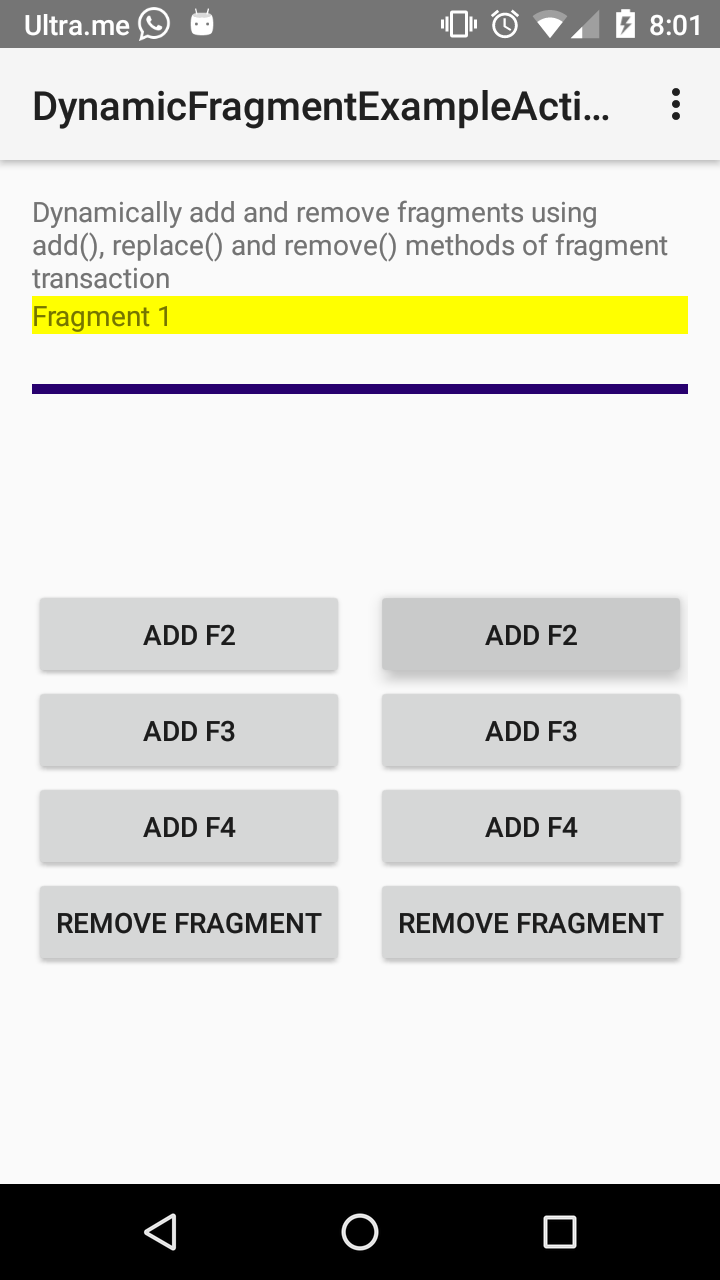 Ultra.me 8:01
DynamicFragmentExampleActi...
Dynamically add and remove fragments using
add(), replace() and remove() methods of fragment
transaction
Fragment 1
ADD F2 ADD F2
ADD F3 ADD F3
ADD F4 ADD F4
REMOVE FRAGMENT REMOVE FRAGMENT